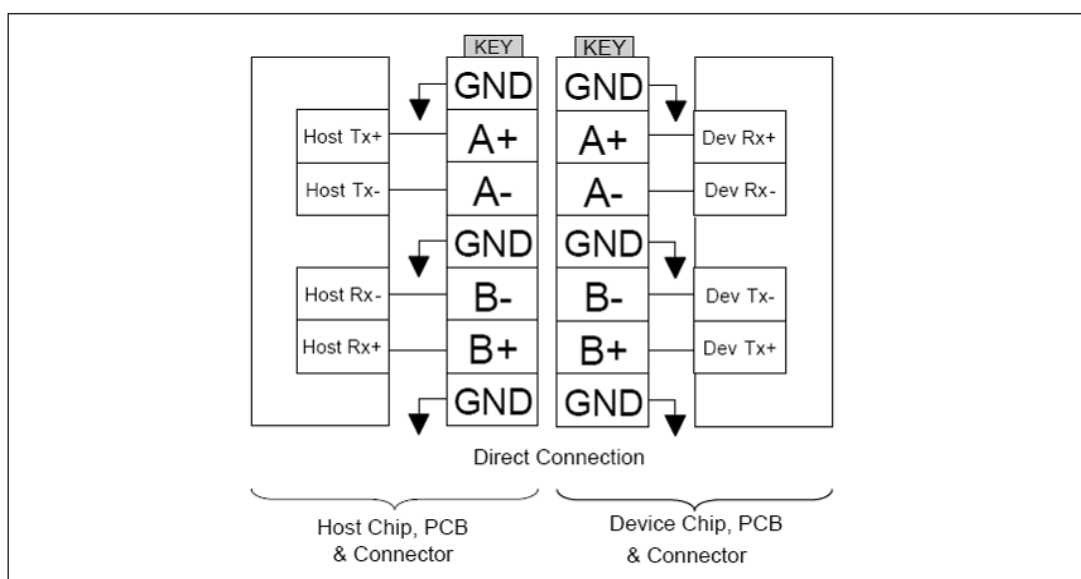 KEY KEY
GND GND
Host Tx+ A+ A+ Dev Rx+
Host Tx- A- A- Dev Rx-
GND GND
Host Rx- B- B- Dev Tx-
Host Rx+ B+ B+ Dev Tx+
GND GND
Direct Connection
Host Chip, PCB Device Chip, PCB
& Connector & Connector